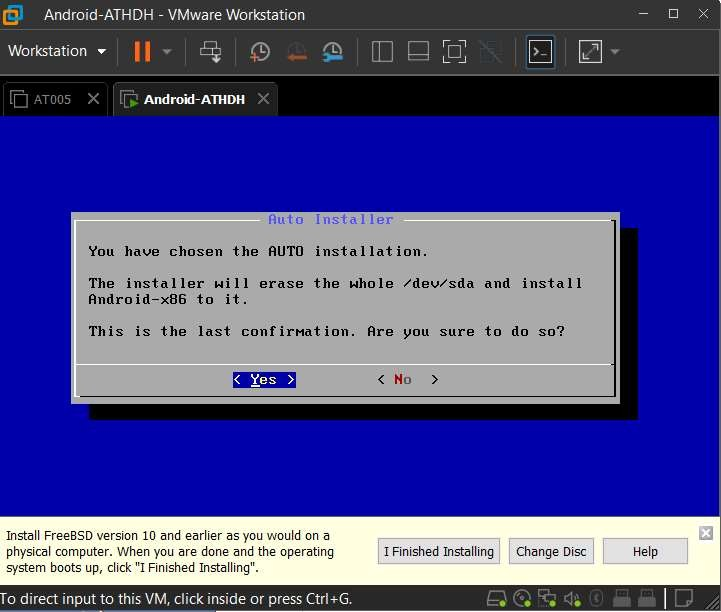 Android-ATHDH - VMware Workstation
Workstation
AT005
Android-ATHDH
Auto Installer
You have chosen the AUTO installation.
The installer will erase the whole /dev/sda and install
Android-x86 to it.
This is the last confirmation. Are you sure to do so?
< Yes > < No >
Install FreeBSD version 10 and earlier as you would on a
physical computer. When you are done and the operating
system boots up, click "I Finished Installing".
I Finished Installing
Change Disc
Help
To direct input to this VM, click inside or press Ctrl+G.